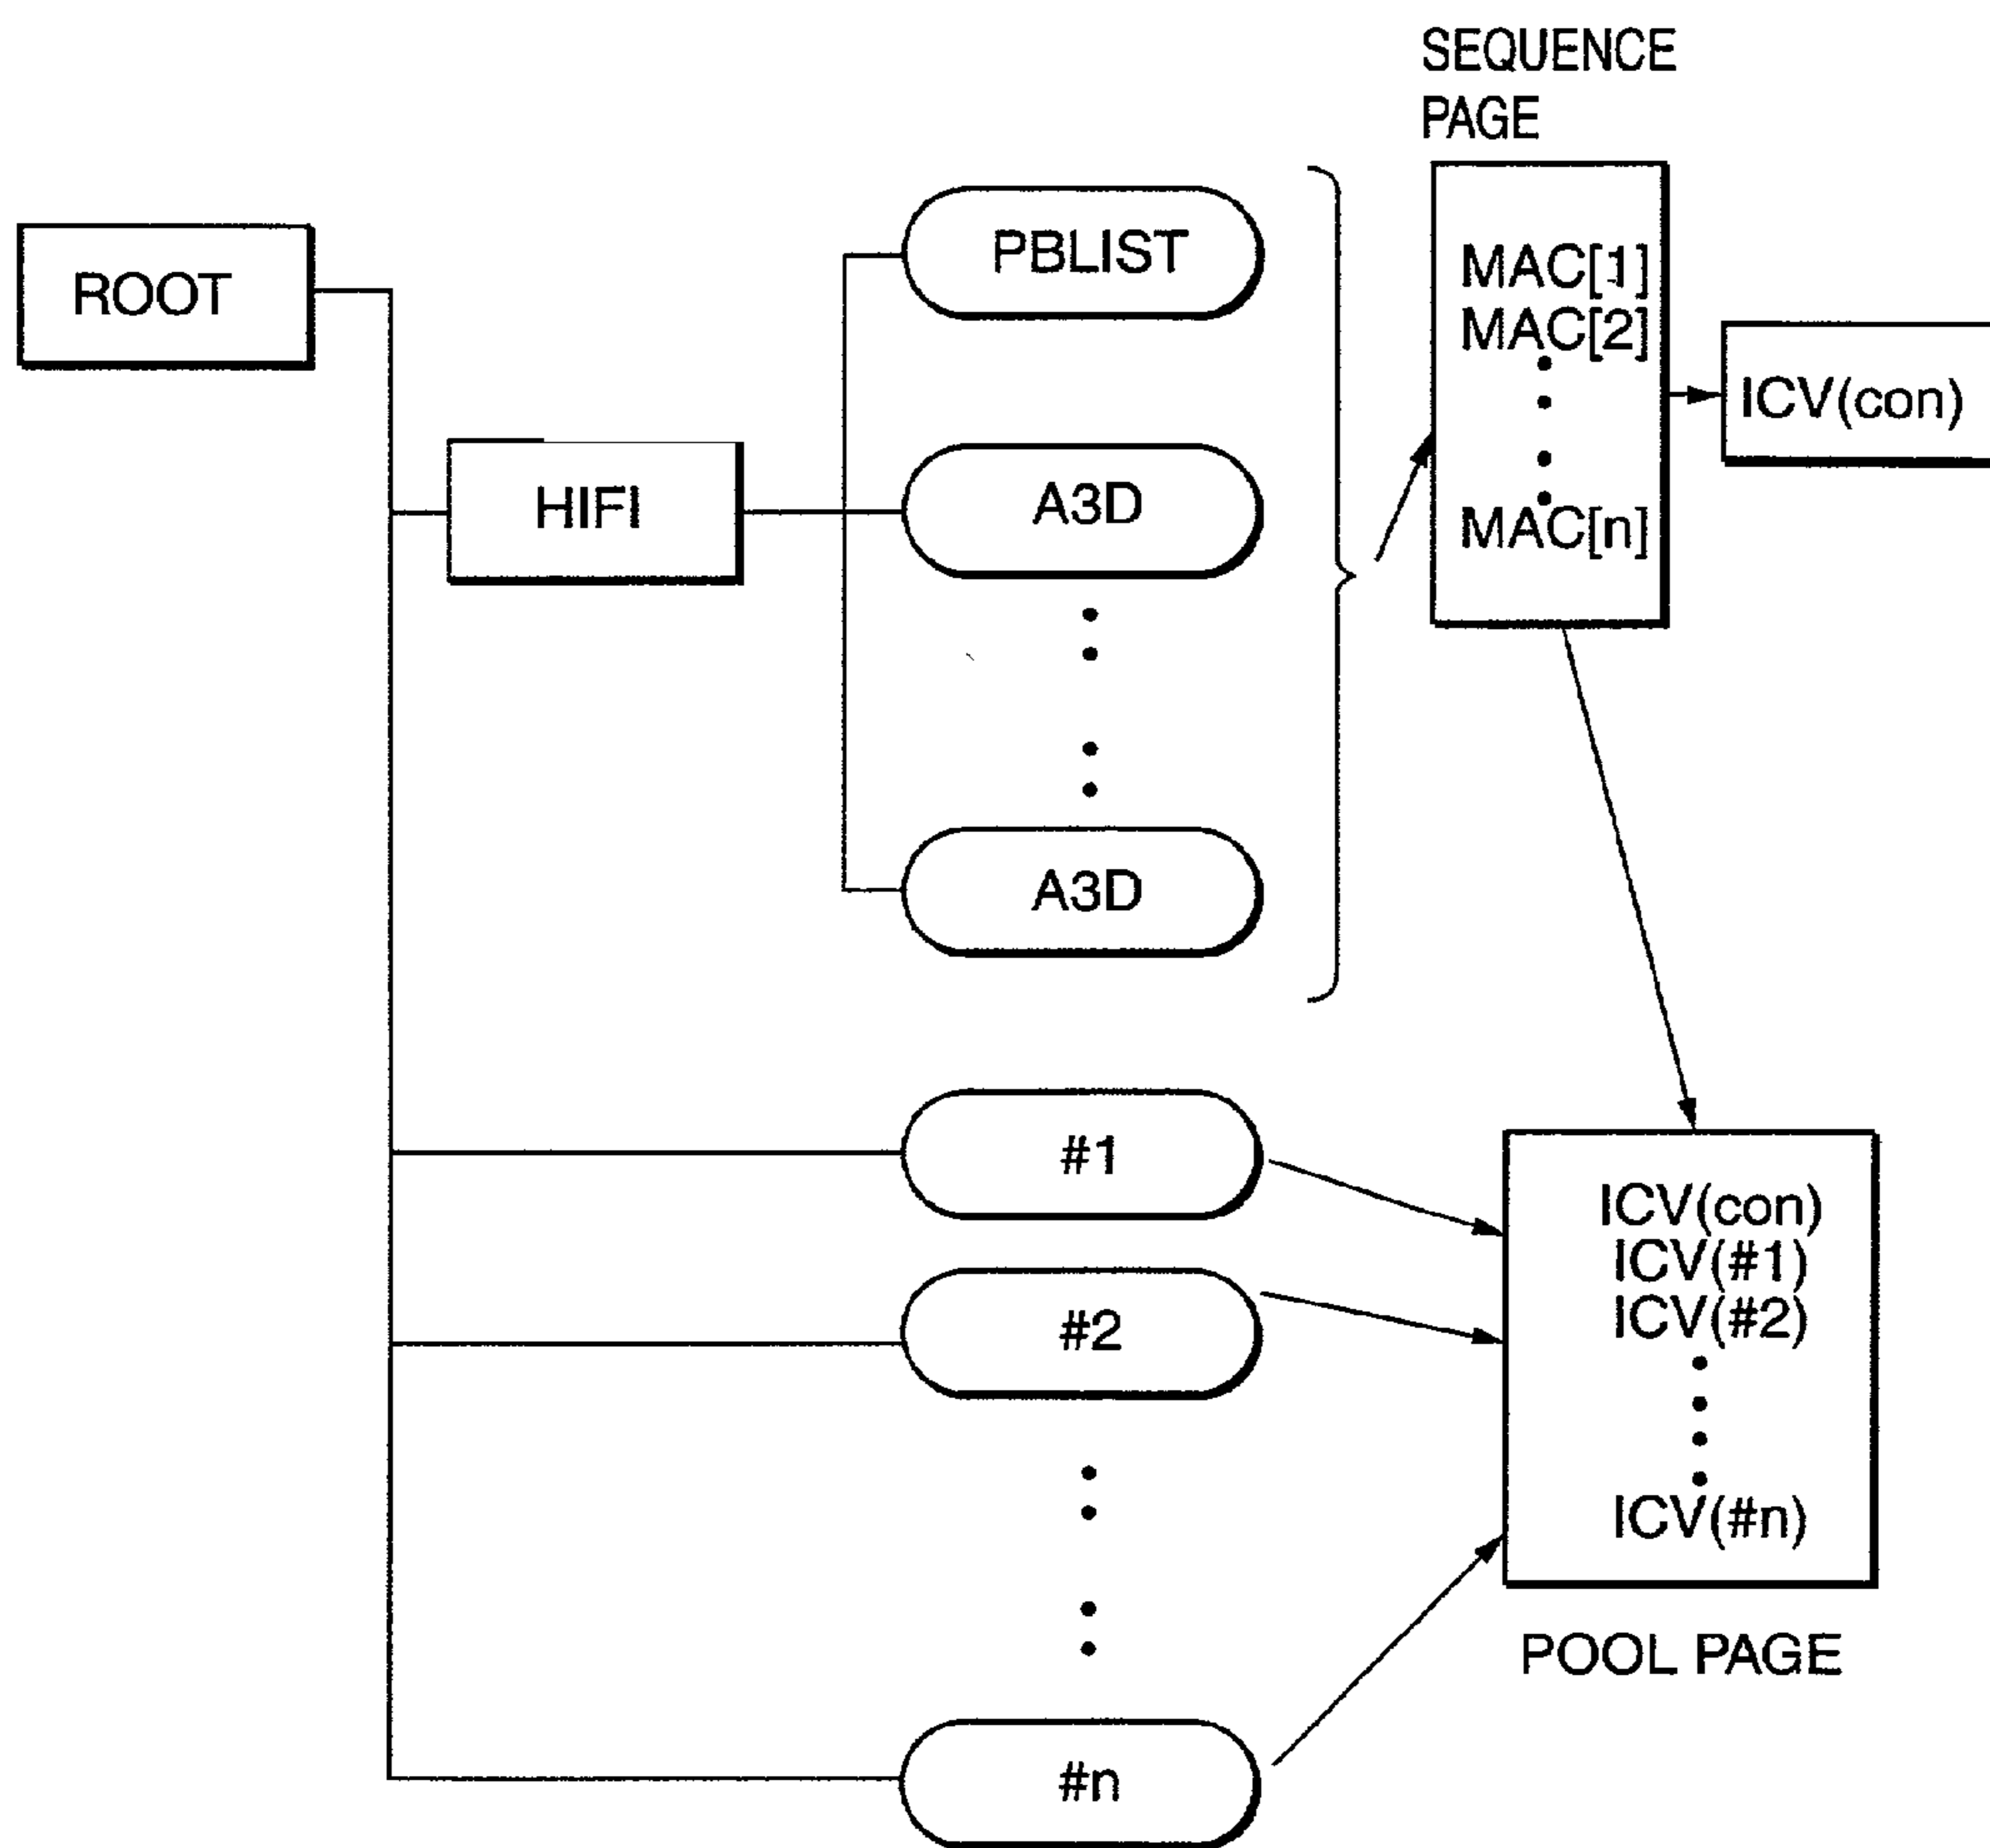 SEQUENCE
PAGE
ROOT
HIFI
PBLIST
A3D
A3D
MAC[1]
MAC[2]
MAC[n]
ICV(con)
#1
#2
#n
ICV(con)
ICV(#1)
ICV(#2)
ICV(#n)
POOL PAGE